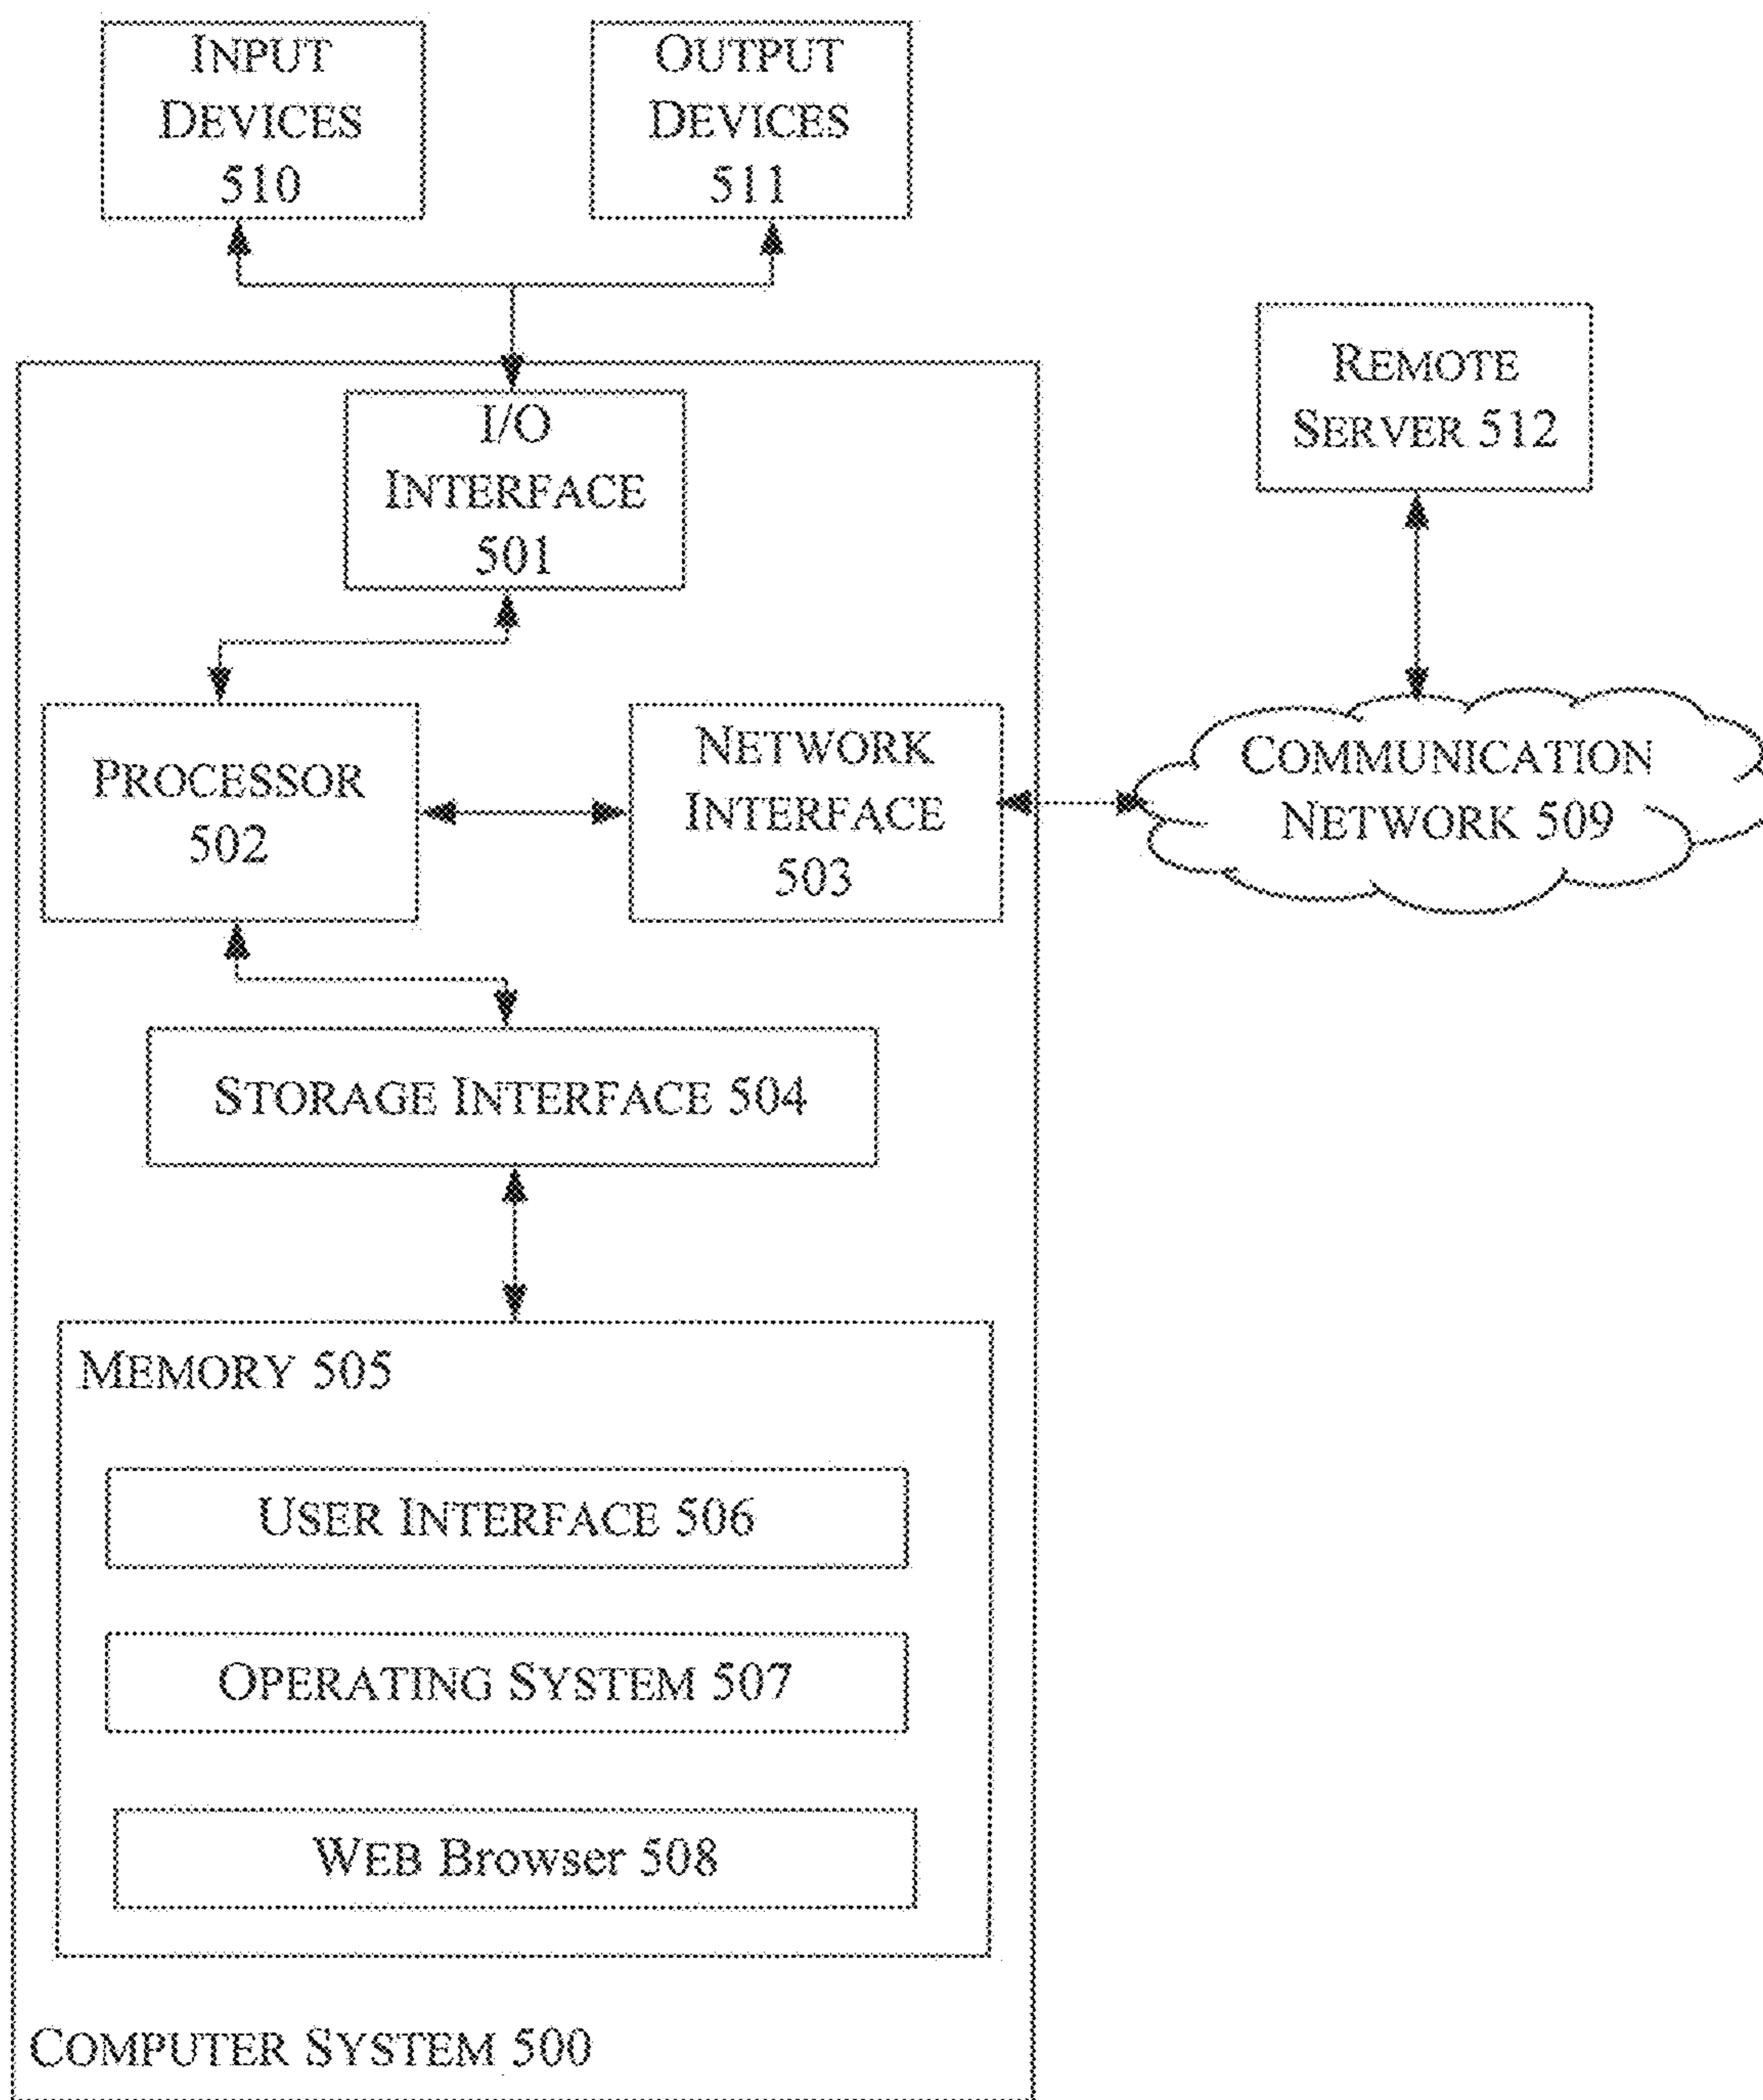 INPUT
DEVICES
510
OUTPUT
DEVICES
511
I/O
INTERFACE
501
REMOTE
SERVER 512
PROCESSOR
502
NETWORK
INTERFACE
503
COMMUNICATION
NETWORK 509
STORAGE INTERFACE 504
MEMORY 505
USER INTERFACE 506
OPERATING SYSTEM 507
WEB Browser 508
COMPUTER SYSTEM 500